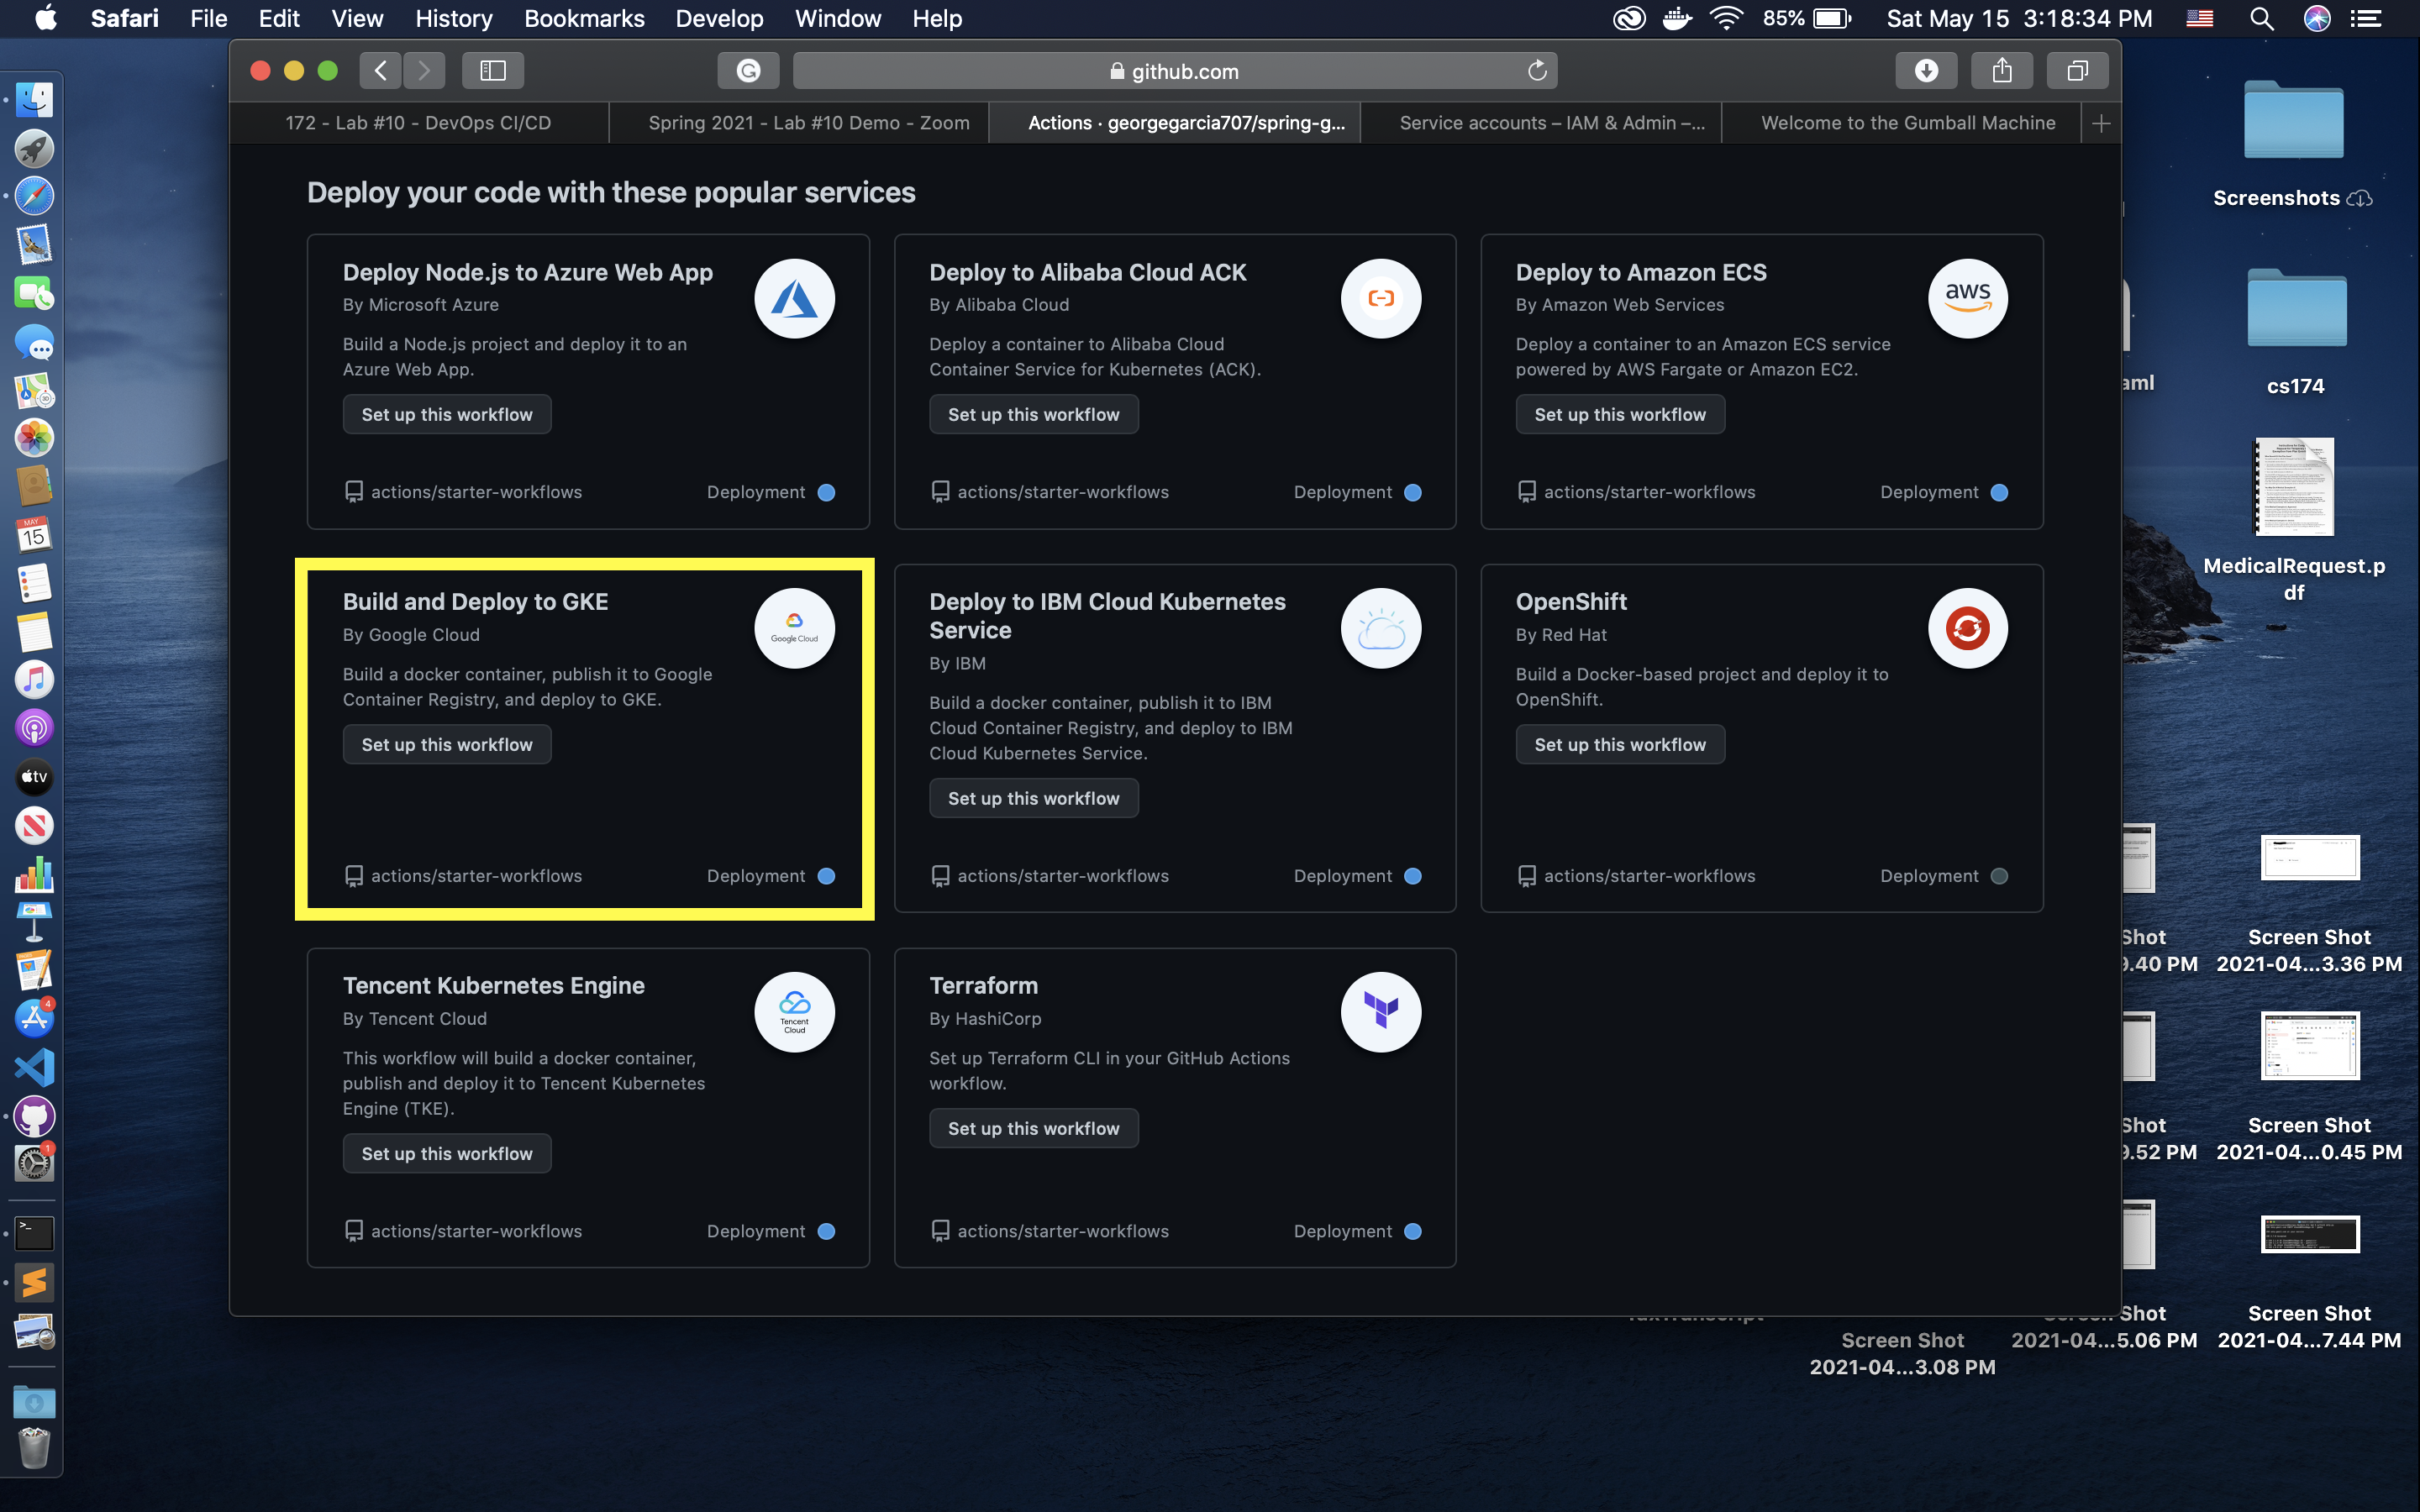 Safari File Edit View History Bookmarks Develop Window Help
85% Sat May 15 3:18:34 PM
github.com
172 - Lab #10 - DevOps CI/CD
Spring 2021 - Lab #10 Demo - Zoom
Actions · georgegarcia707/spring-g...
Service accounts – IAM & Admin –...
Welcome to the Gumball Machine
Deploy your code with these popular services
Deploy Node.js to Azure Web App
By Microsoft Azure
Build a Node.js project and deploy it to an
Azure Web App.
Set up this workflow
actions/starter-workflows
Deployment
Deploy to Alibaba Cloud ACK
By Alibaba Cloud
Deploy a container to Alibaba Cloud
Container Service for Kubernetes (ACK).
Set up this workflow
actions/starter-workflows
Deployment
Deploy to Amazon ECS
By Amazon Web Services
aws
Deploy a container to an Amazon ECS service
powered by AWS Fargate or Amazon EC2.
Set up this workflow
actions/starter-workflows
Deployment
Build and Deploy to GKE
By Google Cloud
Google Cloud
Build a docker container, publish it to Google
Container Registry, and deploy to GKE.
Set up this workflow
actions/starter-workflows
Deployment
Deploy to IBM Cloud Kubernetes
Service
By IBM
Build a docker container, publish it to IBM
Cloud Container Registry, and deploy to IBM
Cloud Kubernetes Service.
Set up this workflow
actions/starter-workflows
Deployment
OpenShift
By Red Hat
Build a Docker-based project and deploy it to
OpenShift.
Set up this workflow
actions/starter-workflows
Deployment
Tencent Kubernetes Engine
By Tencent Cloud
Tencent
Cloud
This workflow will build a docker container,
publish and deploy it to Tencent Kubernetes
Engine (TKE).
Set up this workflow
actions/starter-workflows
Deployment
Terraform
By HashiCorp
Set up Terraform CLI in your GitHub Actions
workflow.
Set up this workflow
actions/starter-workflows
Deployment
Screenshots
cs174
aml
MedicalRequest.p
df
Shot
9.40 PM
Screen Shot
2021-04...3.36 PM
Shot
9.52 PM
Screen Shot
2021-04...0.45 PM
Screen Shot
2021-04...3.08 PM
Screen Shot
2021-04...5.06 PM
Screen Shot
2021-04...7.44 PM
MAY
15
tv
4
1